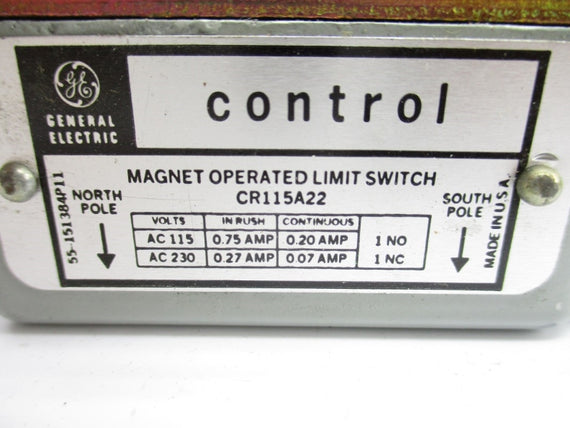 GE
GENERAL
ELECTRIC
control
MAGNET OPERATED LIMIT SWITCH
CR115A22
55-151384P11
NORTH
POLE
VOLTS IN RUSH CONTINUOUS
AC 115 0.75 AMP 0.20 AMP 1 NO
AC 230 0.27 AMP 0.07 AMP 1 NC
SOUTH
POLE
MADE IN U.S.A.